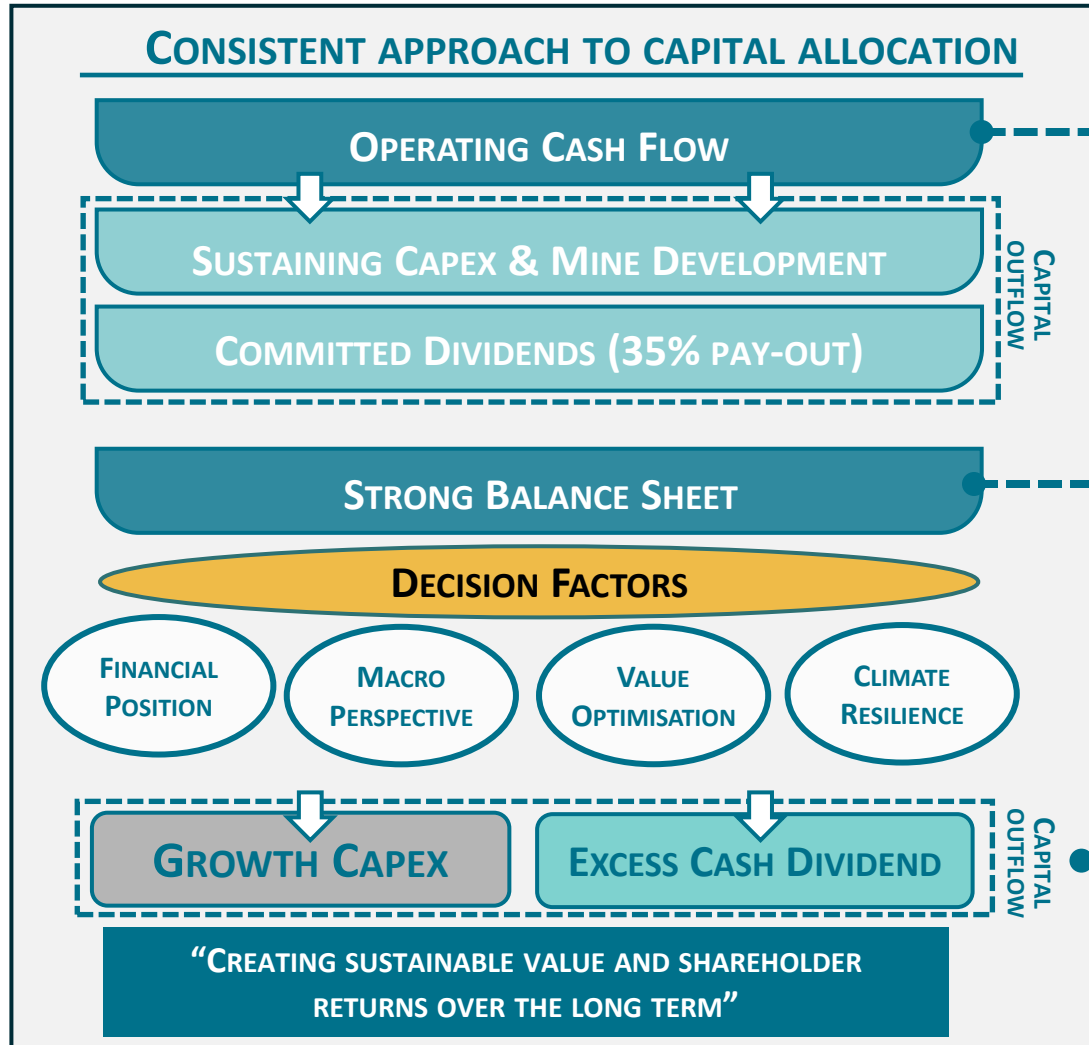 CONSISTENT APPROACH TO CAPITAL ALLOCATION
OPERATING CASH FLOW
SUSTAINING CAPEX & MINE DEVELOPMENT
COMMITTED DIVIDENDS (35% PAY-OUT)
CAPITAL
OUTFLOW
STRONG BALANCE SHEET
DECISION FACTORS
FINANCIAL
POSITION
MACRO
PERSPECTIVE
VALUE
OPTIMISATION
CLIMATE
RESILIENCE
GROWTH CAPEX
EXCESS CASH DIVIDEND
CAPITAL
OUTFLOW
“CREATING SUSTAINABLE VALUE AND SHAREHOLDER
RETURNS OVER THE LONG TERM”